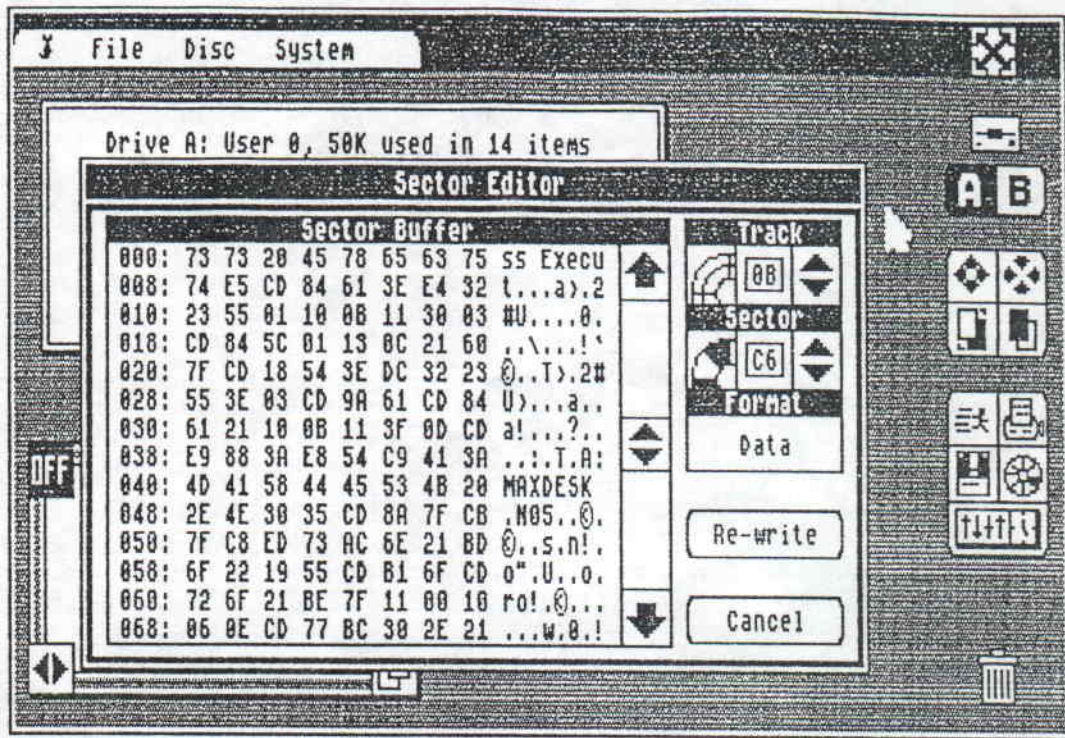 File Disc System
Drive A: User 0, 50K used in 14 items
A B
Sector Editor
Sector Buffer
000: 73 73 20 45 78 65 63 75 ss Execu
008: 74 E5 CD 84 61 3E E4 32 t...a>.2
010: 23 55 01 10 0B 11 30 03 #U....0.
018: CD 84 5C 01 13 0C 21 60 ..\...!`
020: 7F CD 18 54 3E DC 32 23 ©..T>.2#
028: 55 3E 03 CD 9A 61 CD 84 U>...a..
030: 61 21 10 0B 11 3F 0D CD a!...?..
038: E9 88 3A E8 54 C9 41 3A ..:.T.A:
040: 4D 41 58 44 45 53 4B 20 MAXDESK
048: 2E 4E 30 35 CD 8A 7F CB .N05..©.
050: 7F C8 ED 73 AC 6E 21 BD ©..s.n!.
058: 6F 22 19 55 CD B1 6F CD o".U..o.
060: 72 6F 21 BE 7F 11 00 10 ro!.©...
068: 06 0E CD 77 BC 30 2E 21 ...w.0.!
Track
0B
Sector
C6
Format
Data
Re-write
Cancel
OFF